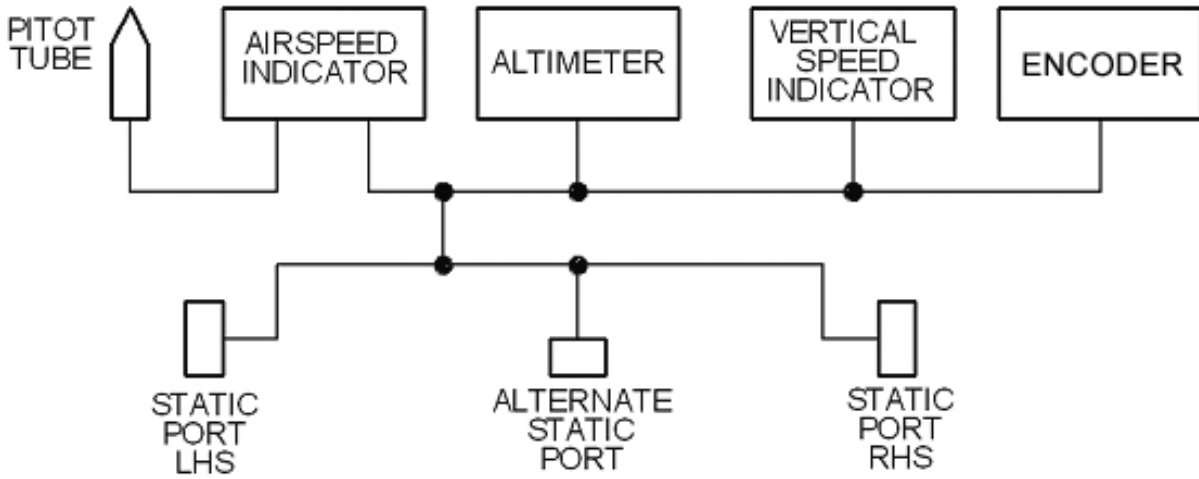 PITOT
TUBE
AIRSPEED
INDICATOR
ALTIMETER
VERTICAL
SPEED
INDICATOR
ENCODER
STATIC
PORT
LHS
ALTERNATE
STATIC
PORT
STATIC
PORT
RHS